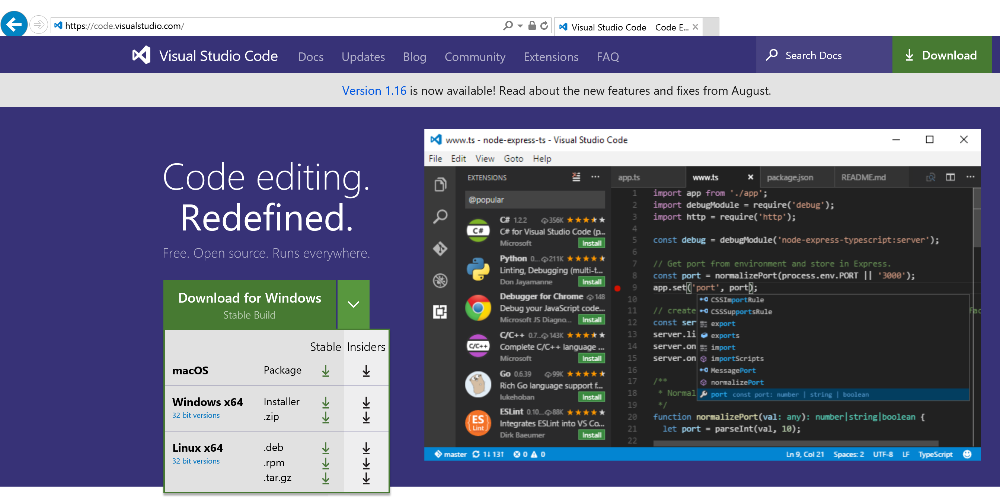 https://code.visualstudio.com/
Visual Studio Code - Code E...
Visual Studio Code
Docs
Updates
Blog
Community
Extensions
FAQ
Search Docs
Download
Version 1.16 is now available! Read about the new features and fixes from August.
Code editing.
Redefined.
Free. Open source. Runs everywhere.
Download for Windows
Stable Build
Stable Insiders
macOS Package
Windows x64 Installer
32 bit versions .zip
Linux x64 .deb
32 bit versions .rpm
.tar.gz
www.ts - node-express-ts - Visual Studio Code
File Edit View Goto Help
EXTENSIONS
@popular
C# 1.2.2 356K
C# for Visual Studio Code (p...
Microsoft Install
Python 0.... 211K
Linting, Debugging (multi-t...
Don Jayamanne Install
Debugger for Chrome 148
Debug your JavaScript code...
Microsoft JS Diagno... Install
C/C++
C/C++ 0.7... 143K
Complete C/C++ language ...
Microsoft Install
Go 0.6.39 99K
Rich Go language support f...
lukehoban Install
ES
Lint
ESLint 0.10.... 88K
Integrates ESLint into VS Co...
Dirk Baeumer Install
C#
app.ts www.ts package.json README.md
1 import app from './app';
2 import debugModule = require('debug');
3 import http = require('http');
4
5 const debug = debugModule('node-express-typescript:server');
6
7 // Get port from environment and store in Express.
8 const port = normalizePort(process.env.PORT || '3000');
9 app.set('port', port);
10 CSSImportRule
11 // create CSSSupportsRule fac
12 const ser export
13 server.li exports
14 server.on import
15 server.on importScripts
16 MessagePort
17 /** normalizePort
18 * Normal port const port: number | string | boolean
19 */
20 function normalizePort(val: any): number|string|boolean {
21 let port = parseInt(val, 10);
22
master 1↓ 13↑ 0 0
Ln 9, Col 21 Spaces: 2 UTF-8 LF TypeScript